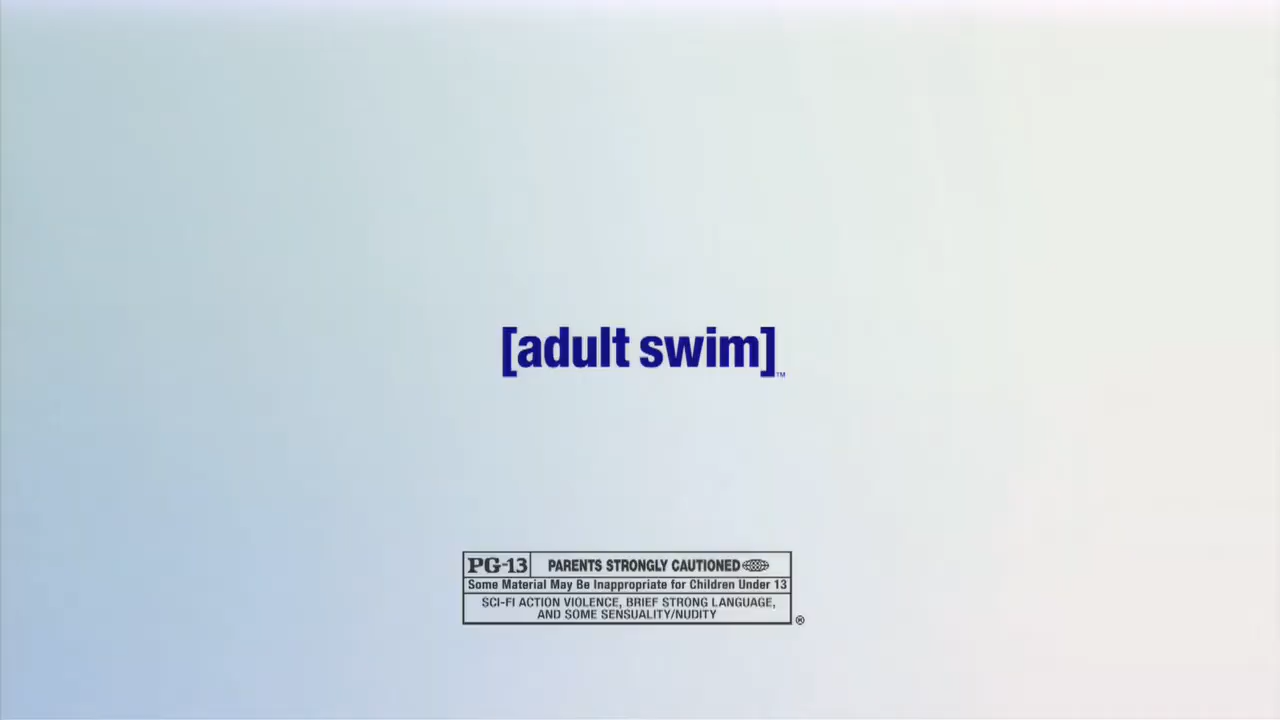 [adult swim]™
PG-13 PARENTS STRONGLY CAUTIONED
Some Material May Be Inappropriate for Children Under 13
SCI-FI ACTION VIOLENCE, BRIEF STRONG LANGUAGE,
AND SOME SENSUALITY/NUDITY
®